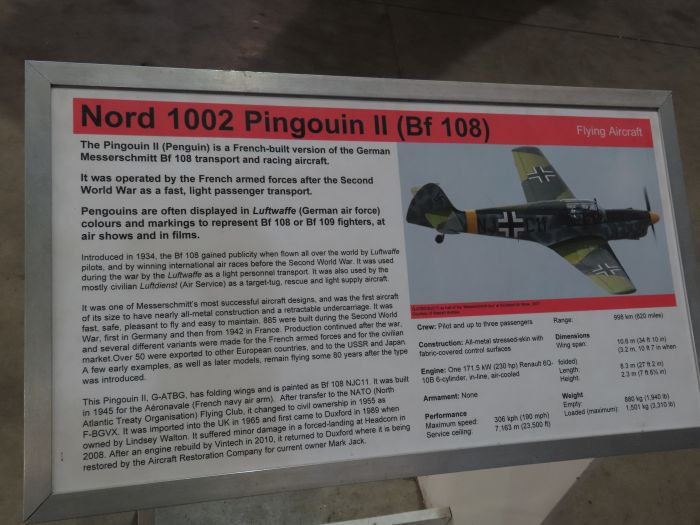 Nord 1002 Pingouin II (Bf 108)
Flying Aircraft
The Pingouin II (Penguin) is a French-built version of the German
Messerschmitt Bf 108 transport and racing aircraft.
It was operated by the French armed forces after the Second
World War as a fast, light passenger transport.
Pengouins are often displayed in Luftwaffe (German air force)
colours and markings to represent Bf 108 or Bf 109 fighters, at
air shows and in films.
Introduced in 1934, the Bf 108 gained publicity when flown all over the world by Luftwaffe
pilots, and by winning international air races before the Second World War. It was used
during the war by the Luftwaffe as a light personnel transport. It was also used by the
mostly civilian Luftdienst (Air Service) as a target-tug, rescue and light supply aircraft.
It was one of Messerschmitt's most successful aircraft designs, and was the first aircraft
of its size to have nearly all-metal construction and a retractable undercarriage. It was
fast, safe, pleasant to fly and easy to maintain. 885 were built during the Second World
War, first in Germany and then from 1942 in France. Production continued after the war,
and several different variants were made for the French armed forces and for the civilian
market.Over 50 were exported to other European countries, and to the USSR and Japan.
A few early examples, as well as later models, remain flying some 80 years after the type
was introduced.
This Pingouin II, G-ATBG, has folding wings and is painted as Bf 108 NJC11. It was built
in 1945 for the Aéronavale (French navy air arm). After transfer to the NATO (North
Atlantic Treaty Organisation) Flying Club, it changed to civil ownership in 1955 as
F-BGVX. It was imported into the UK in 1965 and first came to Duxford in 1989 when
owned by Lindsey Walton. It suffered minor damage in a forced-landing at Headcorn in
2008. After an engine rebuild by Vintech in 2010, it returned to Duxford where it is being
restored by the Aircraft Restoration Company for current owner Mark Jack.
Crew: Pilot and up to three passengers
Construction: All-metal stressed-skin with
fabric-covered control surfaces
Engine: One 171.5 kW (230 hp) Renault 6Q-
10B 6-cylinder, in-line, air-cooled
Armament: None
Performance
Maximum speed: 306 kph (190 mph)
Service ceiling: 7,163 m (23,500 ft)
Range: 998 km (620 miles)
Dimensions
Wing span: 10.6 m (34 ft 10 in)
(3.2 m, 10 ft 7 in when
folded)
Length: 8.3 m (27 ft 2 in)
Height: 2.3 m (7 ft 6½ in)
Weight
Empty: 880 kg (1,940 lb)
Loaded (maximum): 1,501 kg (3,310 lb)